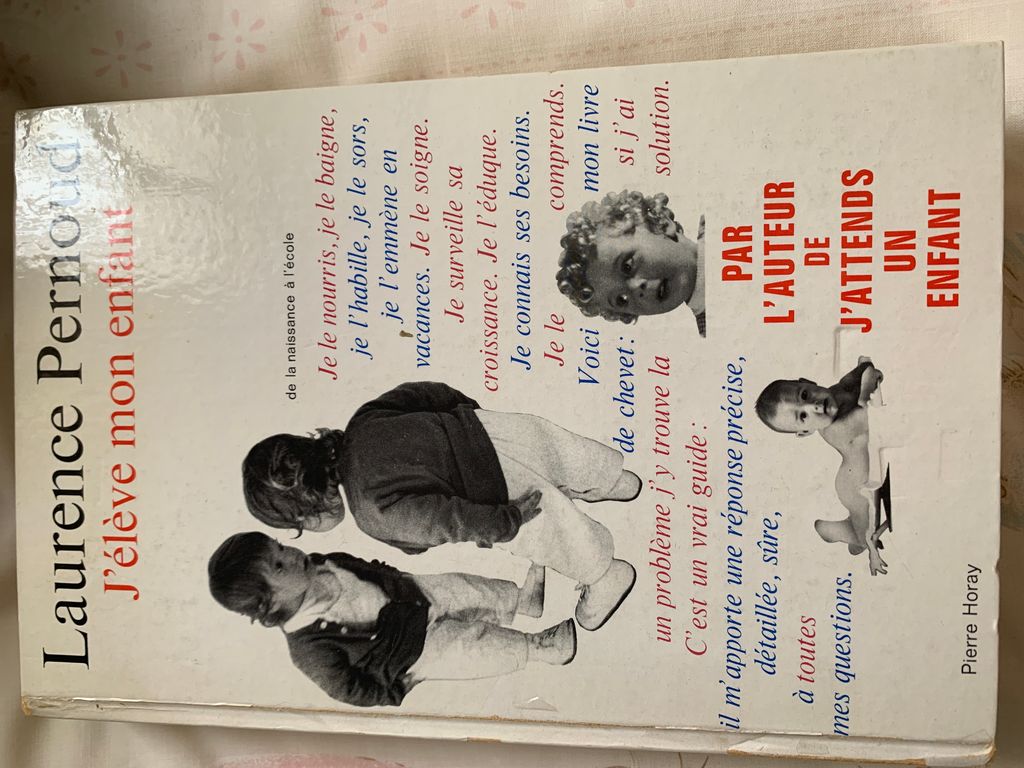 Laurence Pernoud
J'élève mon enfant
de la naissance à l'école
Je le nourris, je le baigne,
je l'habille, je le sors,
je l'emmène en
vacances. Je le soigne.
Je surveille sa
croissance. Je l'éduque.
Je connais ses besoins.
Je le comprends.
Voici mon livre
de chevet: si j'ai
un problème j'y trouve la solution.
C'est un vrai guide:
il m'apporte une réponse précise,
détaillée, sûre,
à toutes
mes questions.
PAR
L'AUTEUR
DE
J'ATTENDS
UN
ENFANT
Pierre Horay